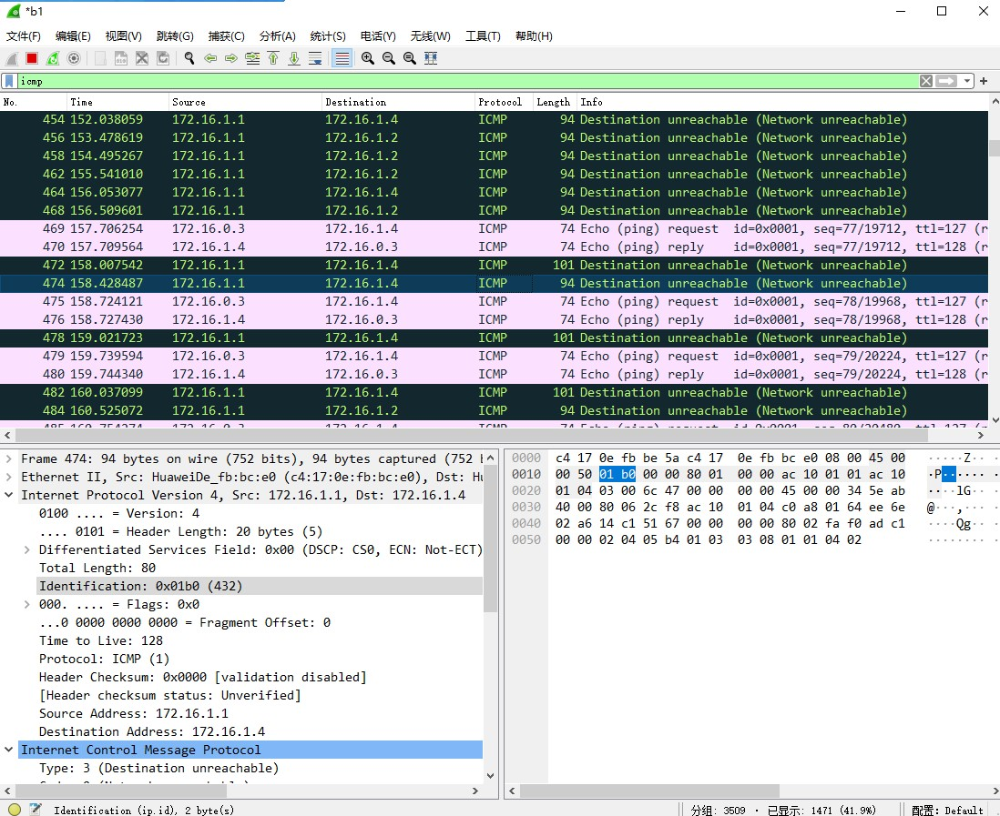 *b1
文件(F) 编辑(E) 视图(V) 跳转(G) 捕获(C) 分析(A) 统计(S) 电话(Y) 无线(W) 工具(T) 帮助(H)
icmp
No. Time Source Destination Protocol Length Info
454 152.038059 172.16.1.1 172.16.1.4 ICMP 94 Destination unreachable (Network unreachable)
456 153.478619 172.16.1.1 172.16.1.2 ICMP 94 Destination unreachable (Network unreachable)
458 154.495267 172.16.1.1 172.16.1.2 ICMP 94 Destination unreachable (Network unreachable)
462 155.541010 172.16.1.1 172.16.1.2 ICMP 94 Destination unreachable (Network unreachable)
464 156.053077 172.16.1.1 172.16.1.4 ICMP 94 Destination unreachable (Network unreachable)
468 156.509601 172.16.1.1 172.16.1.2 ICMP 94 Destination unreachable (Network unreachable)
469 157.706254 172.16.0.3 172.16.1.4 ICMP 74 Echo (ping) request id=0x0001, seq=77/19712, ttl=127 (r
470 157.709564 172.16.1.4 172.16.0.3 ICMP 74 Echo (ping) reply id=0x0001, seq=77/19712, ttl=128 (r
472 158.007542 172.16.1.1 172.16.1.4 ICMP 101 Destination unreachable (Network unreachable)
474 158.428487 172.16.1.1 172.16.1.4 ICMP 94 Destination unreachable (Network unreachable)
475 158.724121 172.16.0.3 172.16.1.4 ICMP 74 Echo (ping) request id=0x0001, seq=78/19968, ttl=127 (r
476 158.727430 172.16.1.4 172.16.0.3 ICMP 74 Echo (ping) reply id=0x0001, seq=78/19968, ttl=128 (r
478 159.021723 172.16.1.1 172.16.1.4 ICMP 101 Destination unreachable (Network unreachable)
479 159.739594 172.16.0.3 172.16.1.4 ICMP 74 Echo (ping) request id=0x0001, seq=79/20224, ttl=127 (r
480 159.744340 172.16.1.4 172.16.0.3 ICMP 74 Echo (ping) reply id=0x0001, seq=79/20224, ttl=128 (r
482 160.037099 172.16.1.1 172.16.1.4 ICMP 101 Destination unreachable (Network unreachable)
484 160.525072 172.16.1.1 172.16.1.2 ICMP 94 Destination unreachable (Network unreachable)
Frame 474: 94 bytes on wire (752 bits), 94 bytes captured (752 b
Ethernet II, Src: HuaweiDe_fb:bc:e0 (c4:17:0e:fb:bc:e0), Dst: Hu
Internet Protocol Version 4, Src: 172.16.1.1, Dst: 172.16.1.4
0100 .... = Version: 4
.... 0101 = Header Length: 20 bytes (5)
Differentiated Services Field: 0x00 (DSCP: CS0, ECN: Not-ECT)
Total Length: 80
Identification: 0x01b0 (432)
000. .... = Flags: 0x0
...0 0000 0000 0000 = Fragment Offset: 0
Time to Live: 128
Protocol: ICMP (1)
Header Checksum: 0x0000 [validation disabled]
[Header checksum status: Unverified]
Source Address: 172.16.1.1
Destination Address: 172.16.1.4
Internet Control Message Protocol
Type: 3 (Destination unreachable)
0000 c4 17 0e fb be 5a c4 17 0e fb bc e0 08 00 45 00 ·····Z·· ·
0010 00 50 01 b0 00 00 80 01 00 00 ac 10 01 01 ac 10 ·P······ ·
0020 01 04 03 00 6c 47 00 00 00 00 45 00 00 34 5e ab ····lG·· ·
0030 40 00 80 06 2c f8 ac 10 01 04 c0 a8 01 64 ee 6e @···,··· ·
0040 02 a6 14 c1 51 67 00 00 00 00 80 02 fa f0 ad c1 ····Qg·· ·
0050 00 00 02 04 05 b4 01 03 03 08 01 01 04 02 ········ ·
Identification (ip.id), 2 byte(s) 分组: 3509 · 已显示: 1471 (41.9%) 配置: Default